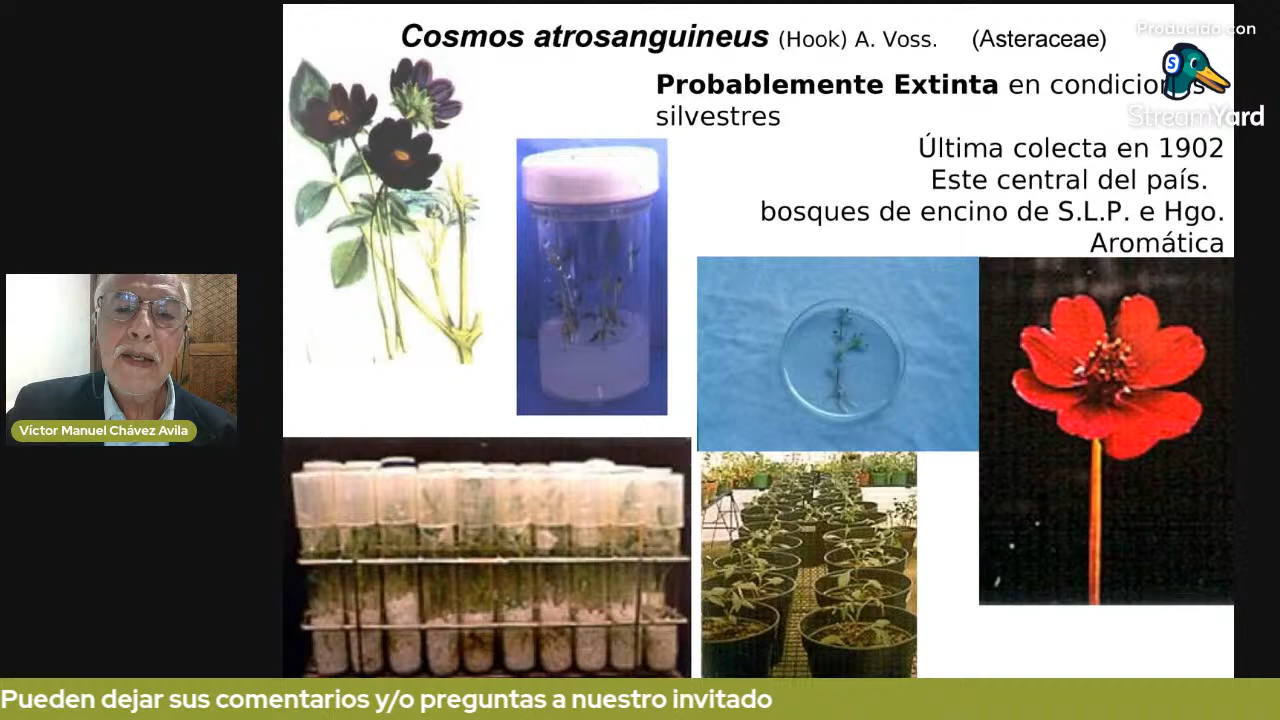 Cosmos atrosanguineus (Hook) A. Voss. (Asteraceae)
Producido con
StreamYard
Probablemente Extinta en condiciones
silvestres
Última colecta en 1902
Este central del país.
bosques de encino de S.L.P. e Hgo.
Aromática
Víctor Manuel Chávez Avila
Pueden dejar sus comentarios y/o preguntas a nuestro invitado